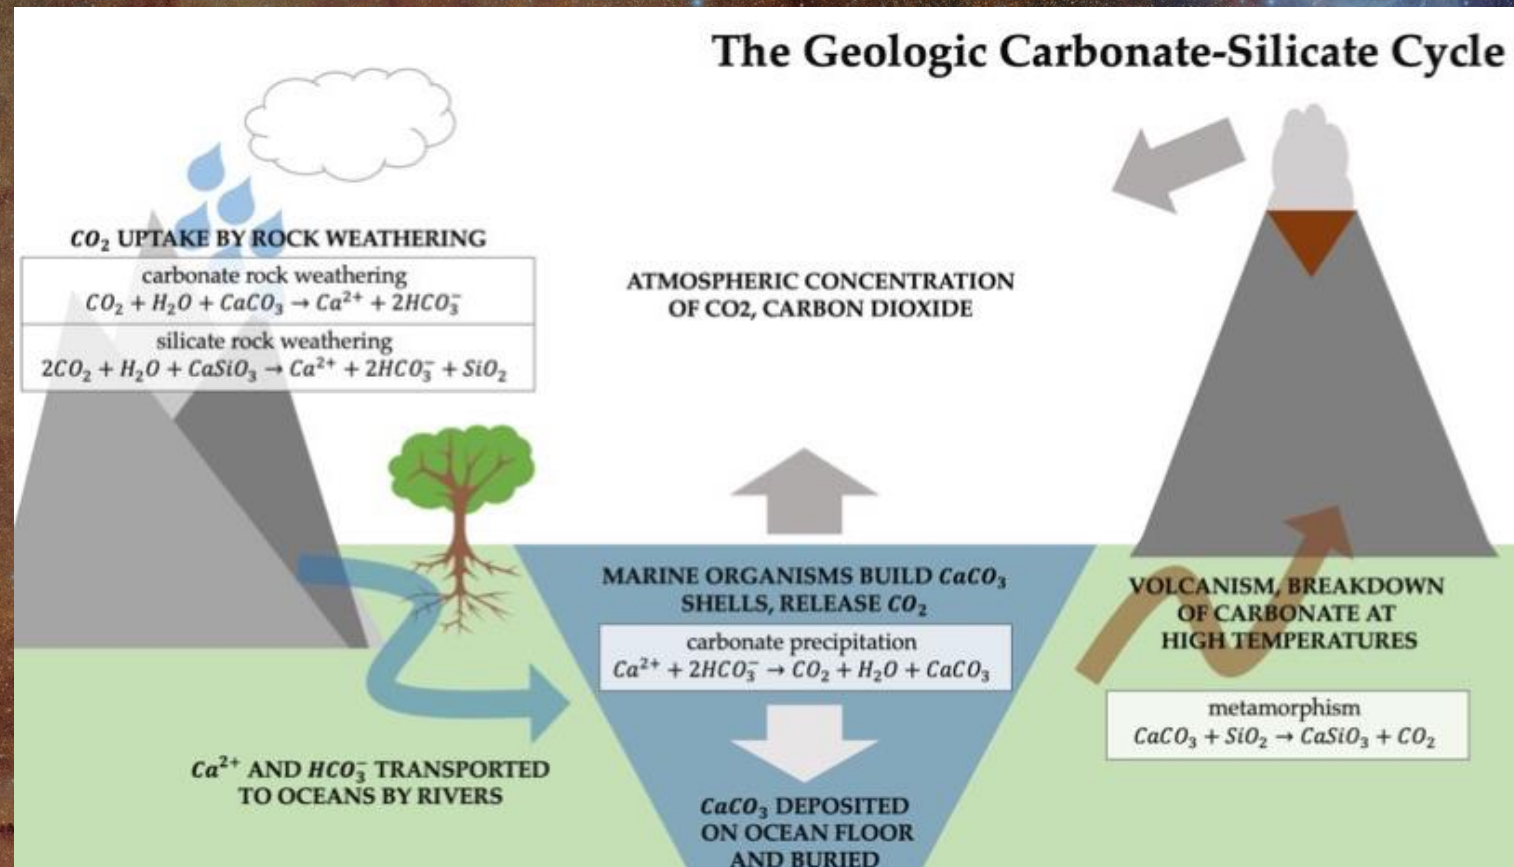 The Geologic Carbonate-Silicate Cycle
CO₂ UPTAKE BY ROCK WEATHERING
carbonate rock weathering
CO₂ + H₂O + CaCO₃ → Ca²⁺ + 2HCO₃⁻
silicate rock weathering
2CO₂ + H₂O + CaSiO₃ → Ca²⁺ + 2HCO₃⁻ + SiO₂
ATMOSPHERIC CONCENTRATION
OF CO2, CARBON DIOXIDE
Ca²⁺ AND HCO₃⁻ TRANSPORTED
TO OCEANS BY RIVERS
MARINE ORGANISMS BUILD CaCO₃
SHELLS, RELEASE CO₂
carbonate precipitation
Ca²⁺ + 2HCO₃⁻ → CO₂ + H₂O + CaCO₃
CaCO₃ DEPOSITED
ON OCEAN FLOOR
AND BURIED
VOLCANISM, BREAKDOWN
OF CARBONATE AT
HIGH TEMPERATURES
metamorphism
CaCO₃ + SiO₂ → CaSiO₃ + CO₂